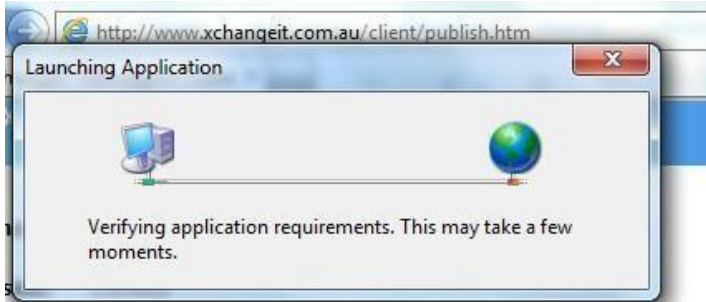 http://www.xchangeit.com.au/client/publish.htm
Launching Application
Verifying application requirements. This may take a few
moments.